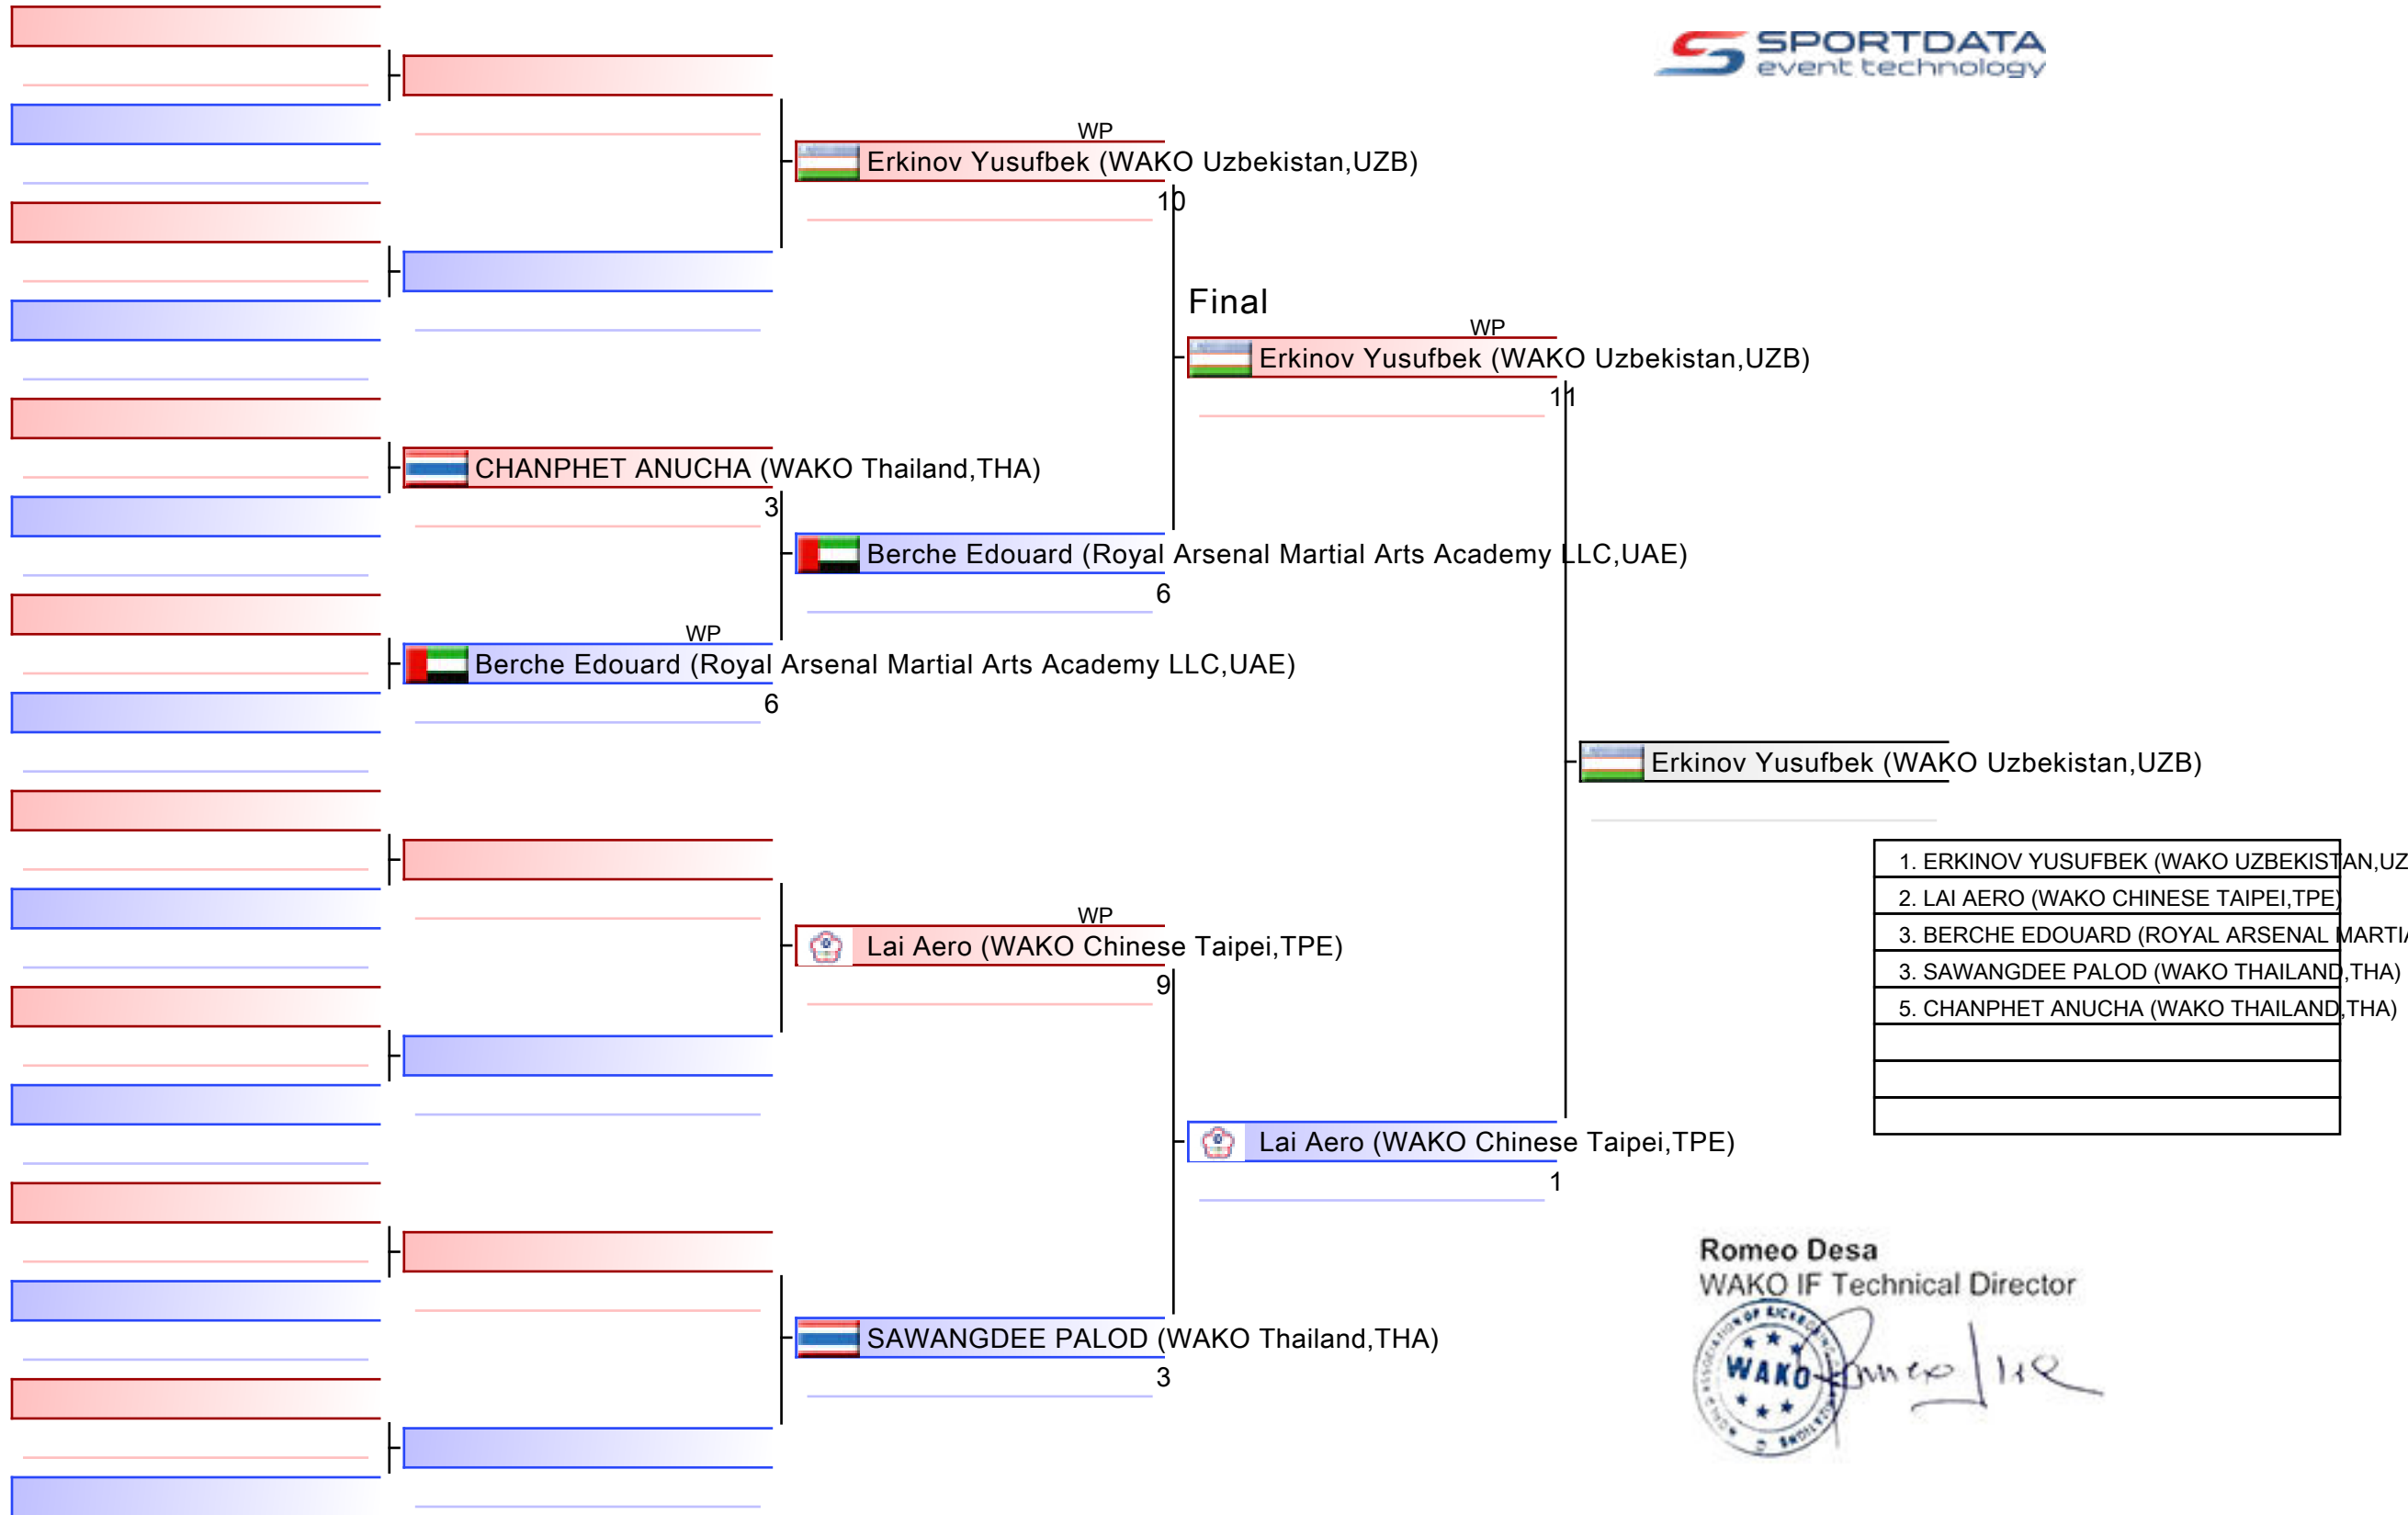 SPORTDATA
event technology
WP
Erkinov Yusufbek (WAKO Uzbekistan,UZB)
10
Final
WP
Erkinov Yusufbek (WAKO Uzbekistan,UZB)
11
CHANPHET ANUCHA (WAKO Thailand,THA)
3
Berche Edouard (Royal Arsenal Martial Arts Academy LLC,UAE)
6
WP
Berche Edouard (Royal Arsenal Martial Arts Academy LLC,UAE)
6
Erkinov Yusufbek (WAKO Uzbekistan,UZB)
1. ERKINOV YUSUFBEK (WAKO UZBEKISTAN,UZ
2. LAI AERO (WAKO CHINESE TAIPEI,TPE)
3. BERCHE EDOUARD (ROYAL ARSENAL MARTIA
3. SAWANGDEE PALOD (WAKO THAILAND,THA)
5. CHANPHET ANUCHA (WAKO THAILAND,THA)
WP
Lai Aero (WAKO Chinese Taipei,TPE)
9
Lai Aero (WAKO Chinese Taipei,TPE)
1
SAWANGDEE PALOD (WAKO Thailand,THA)
3
Romeo Desa
WAKO IF Technical Director
WAKO